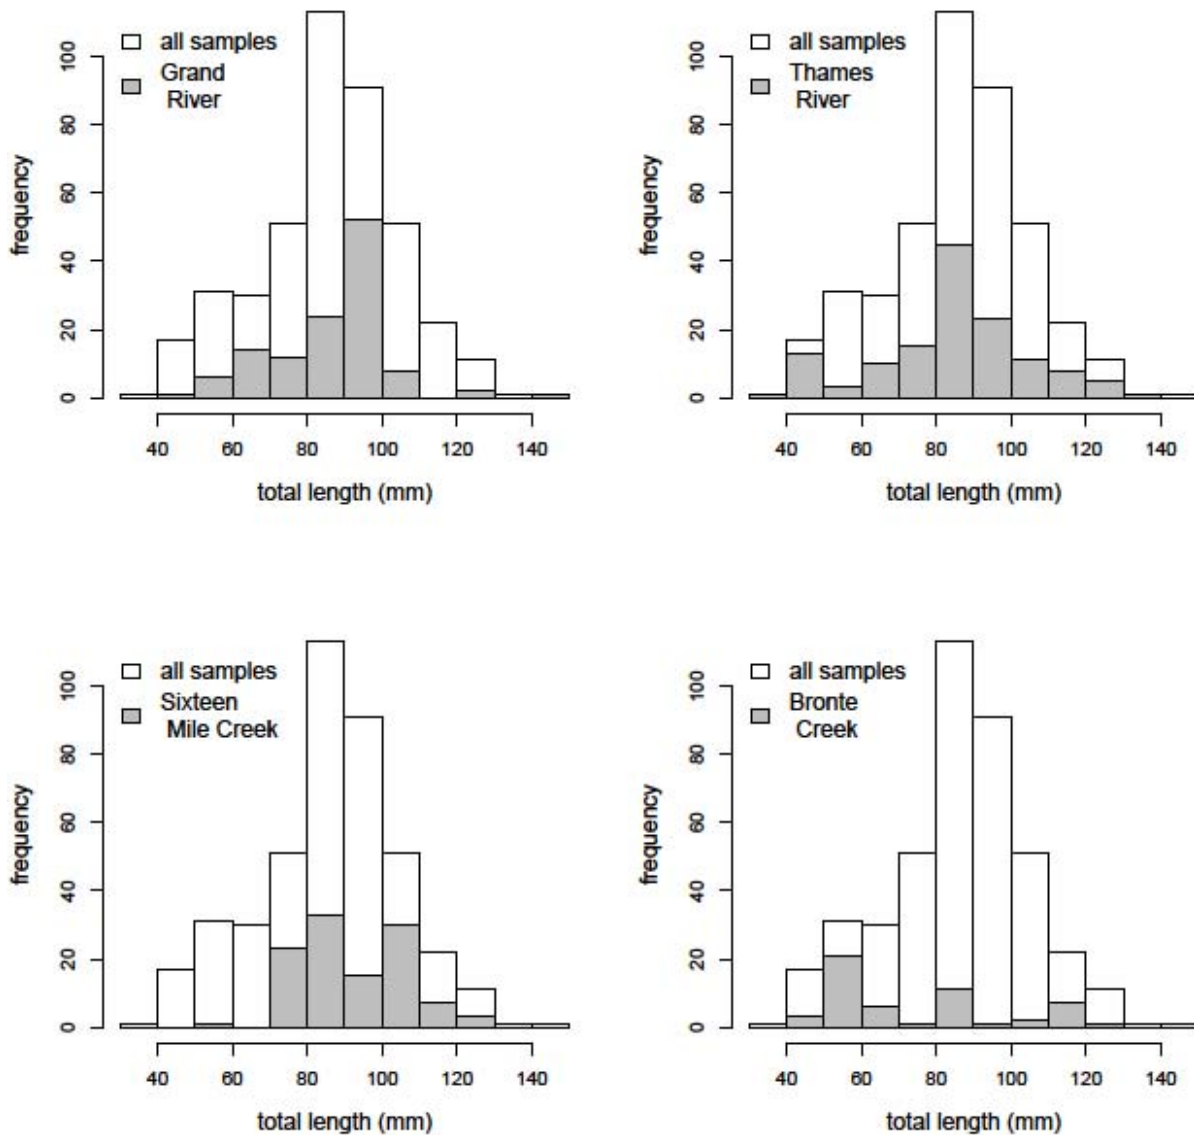 all samples
Grand
River
frequency
0
20
40
60
80
100
40 60 80 100 120 140
total length (mm)
all samples
Thames
River
frequency
0
20
40
60
80
100
40 60 80 100 120 140
total length (mm)
all samples
Sixteen
Mile Creek
frequency
0
20
40
60
80
100
40 60 80 100 120 140
total length (mm)
all samples
Bronte
Creek
frequency
0
20
40
60
80
100
40 60 80 100 120 140
total length (mm)